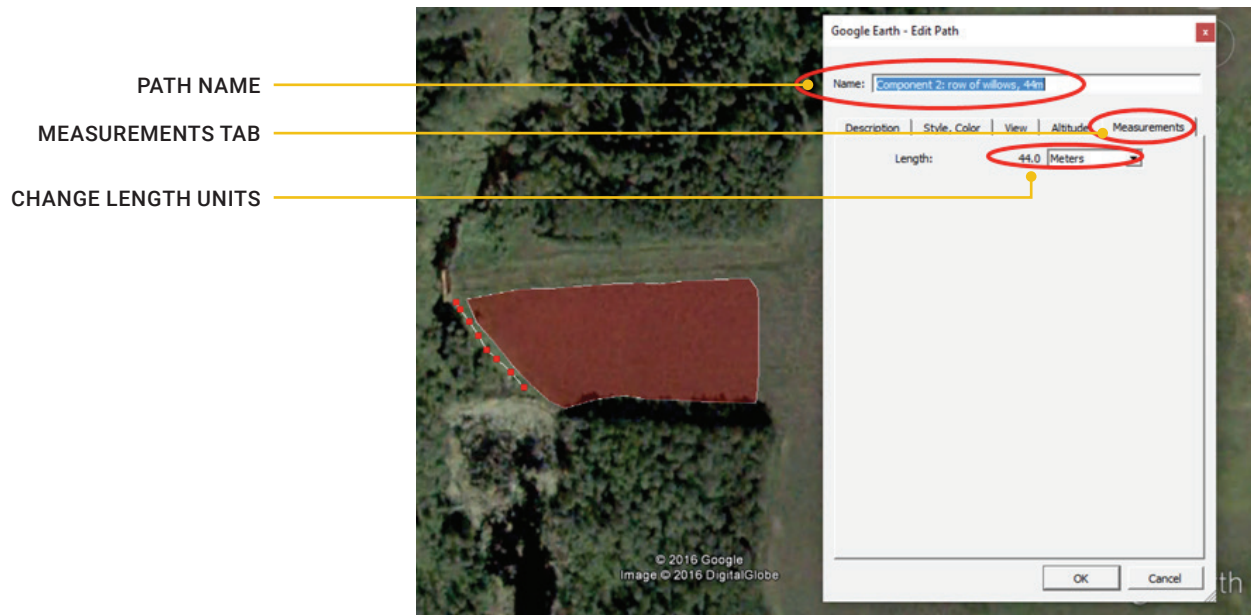 PATH NAME
MEASUREMENTS TAB
CHANGE LENGTH UNITS
Google Earth - Edit Path
x
Name: Component 2: row of willows, 44m
Description Style, Color View Altitude Measurements
Length: 44.0 Meters
OK Cancel
© 2016 Google
Image © 2016 DigitalGlobe
th